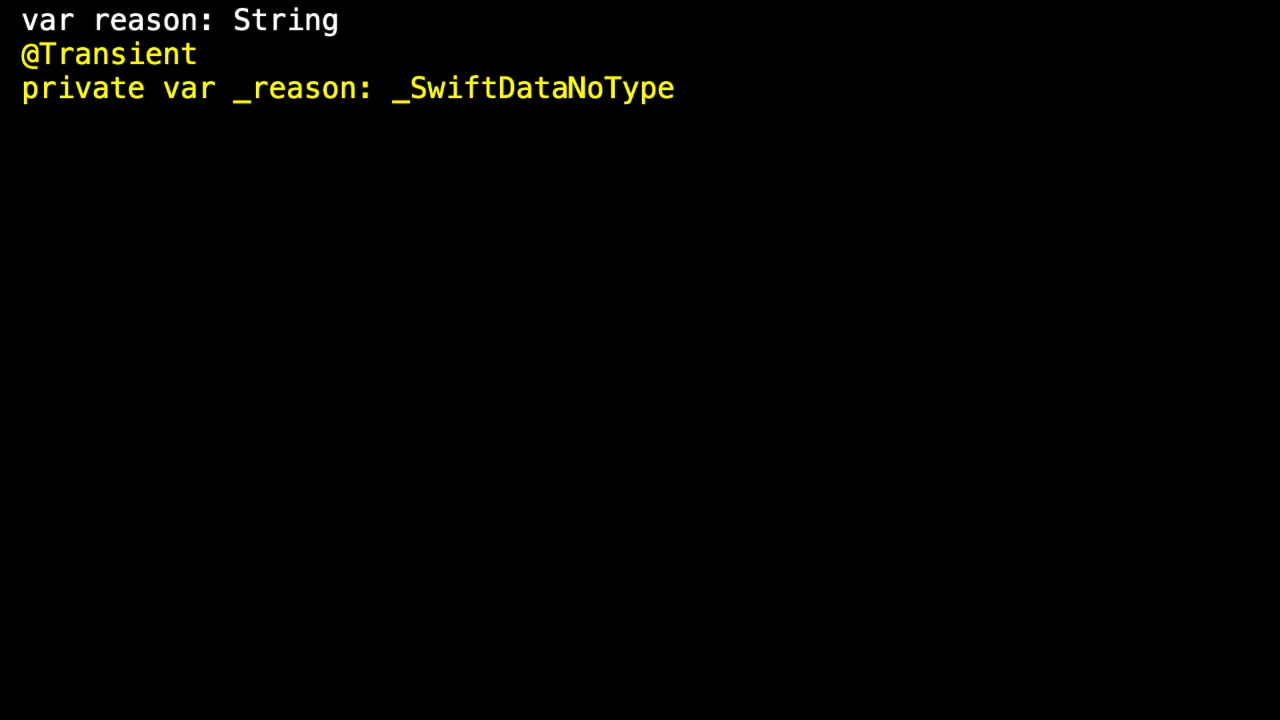 var reason: String
@Transient
private var _reason: _SwiftDataNoType